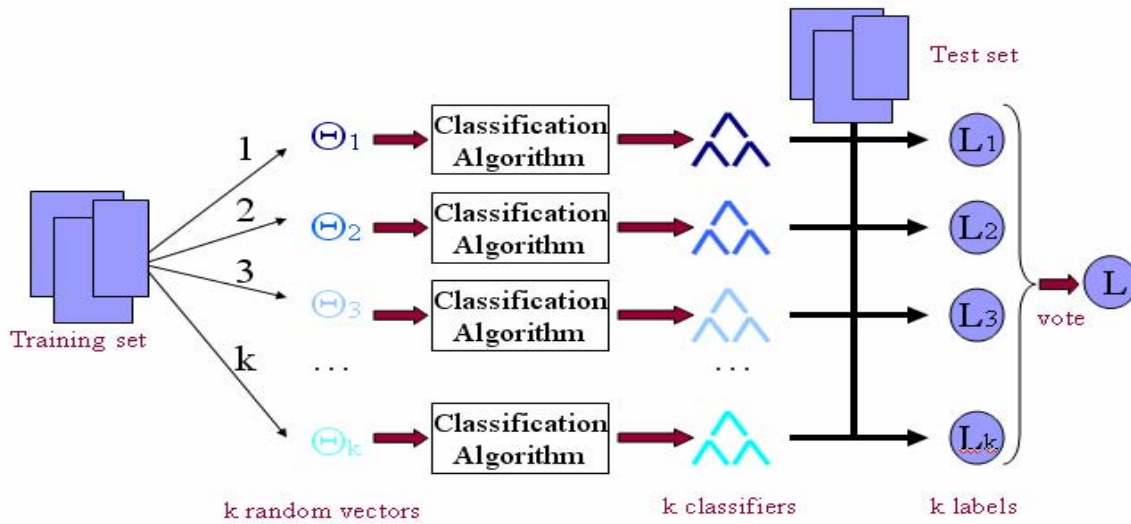 Test set
1
Θ1
Classification
Algorithm
L1
2
Θ2
Classification
Algorithm
L2
3
Θ3
Classification
Algorithm
L3
Training set
vote
L
k
...
...
Θk
Classification
Algorithm
Lk
k random vectors
k classifiers
k labels